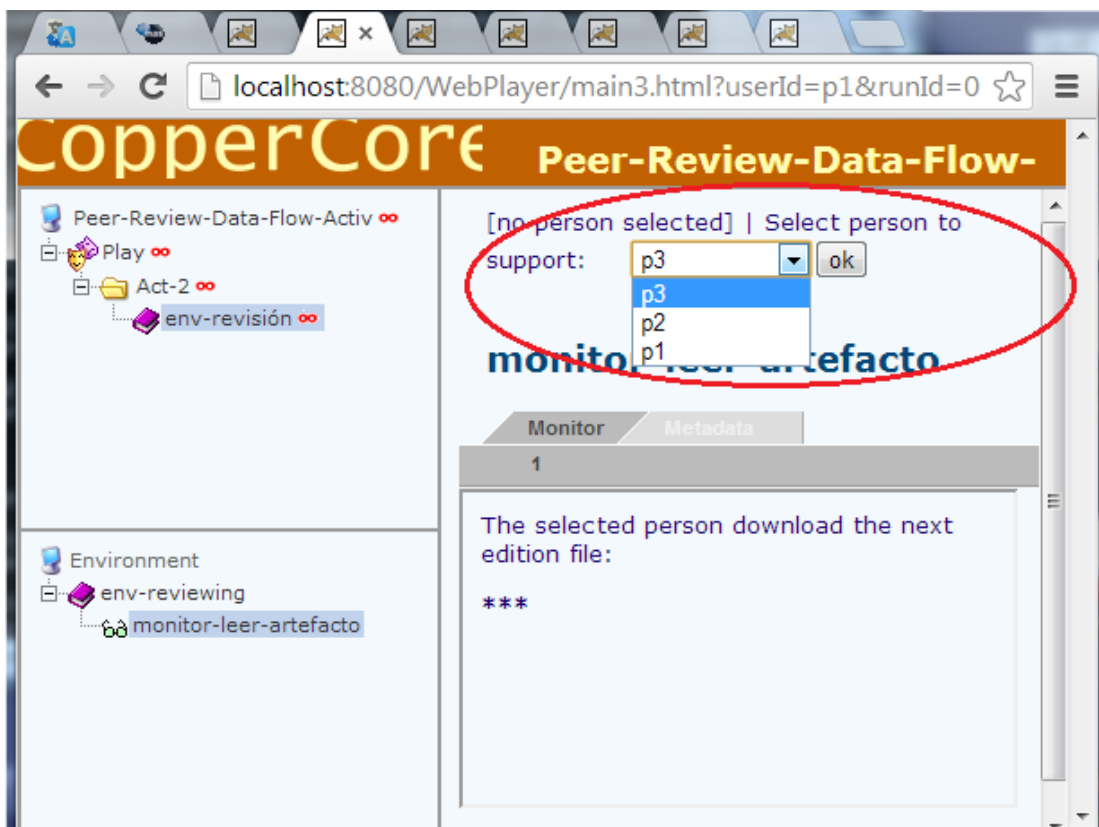 localhost:8080/WebPlayer/main3.html?userId=p1&runId=0
CopperCore
Peer-Review-Data-Flow-
Peer-Review-Data-Flow-Activ
Play
Act-2
env-revisión
Environment
env-reviewing
monitor-leer-artefacto
[no person selected] | Select person to
support: p3 ok
p3
p2
p1
monitor-leer-artefacto
Monitor Metadata
1
The selected person download the next
edition file:
***